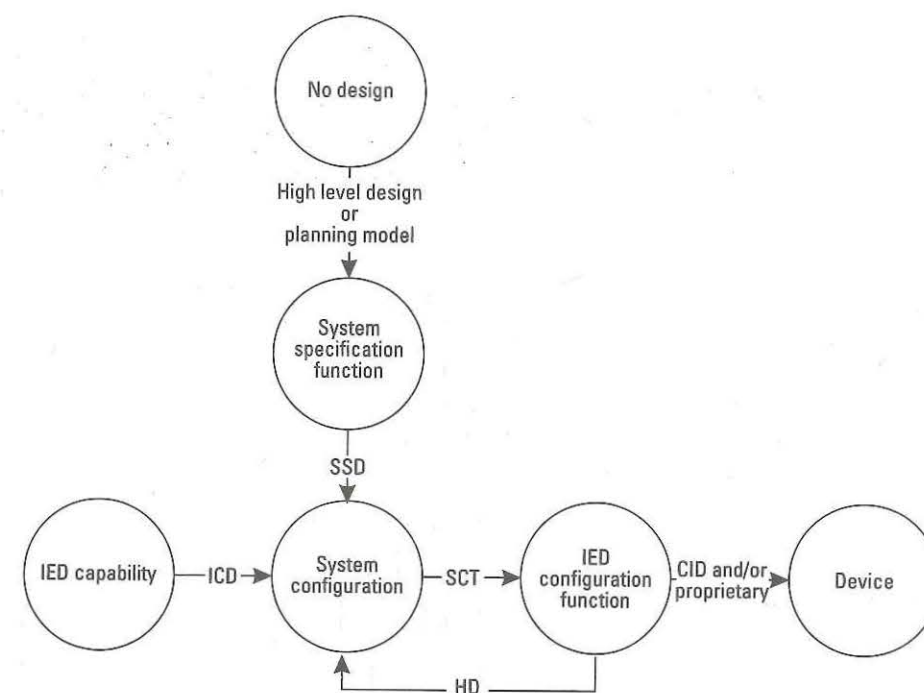 No design
High level design
or
planning model
System
specification
function
SSD
IED capability
ICD
System
configuration
SCT
IED
configuration
function
CID and/or
proprietary
Device
HD